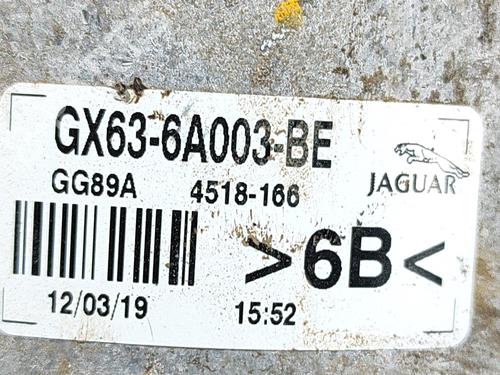 GX63-6A003-BE
GG89A 4518-166
JAGUAR
>6B<
12/03/19 15:52